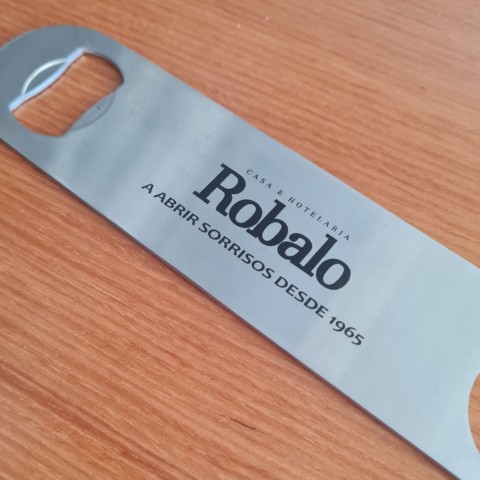 CASA E HOTELARIA
Robalo
A ABRIR SORRISOS DESDE 1965